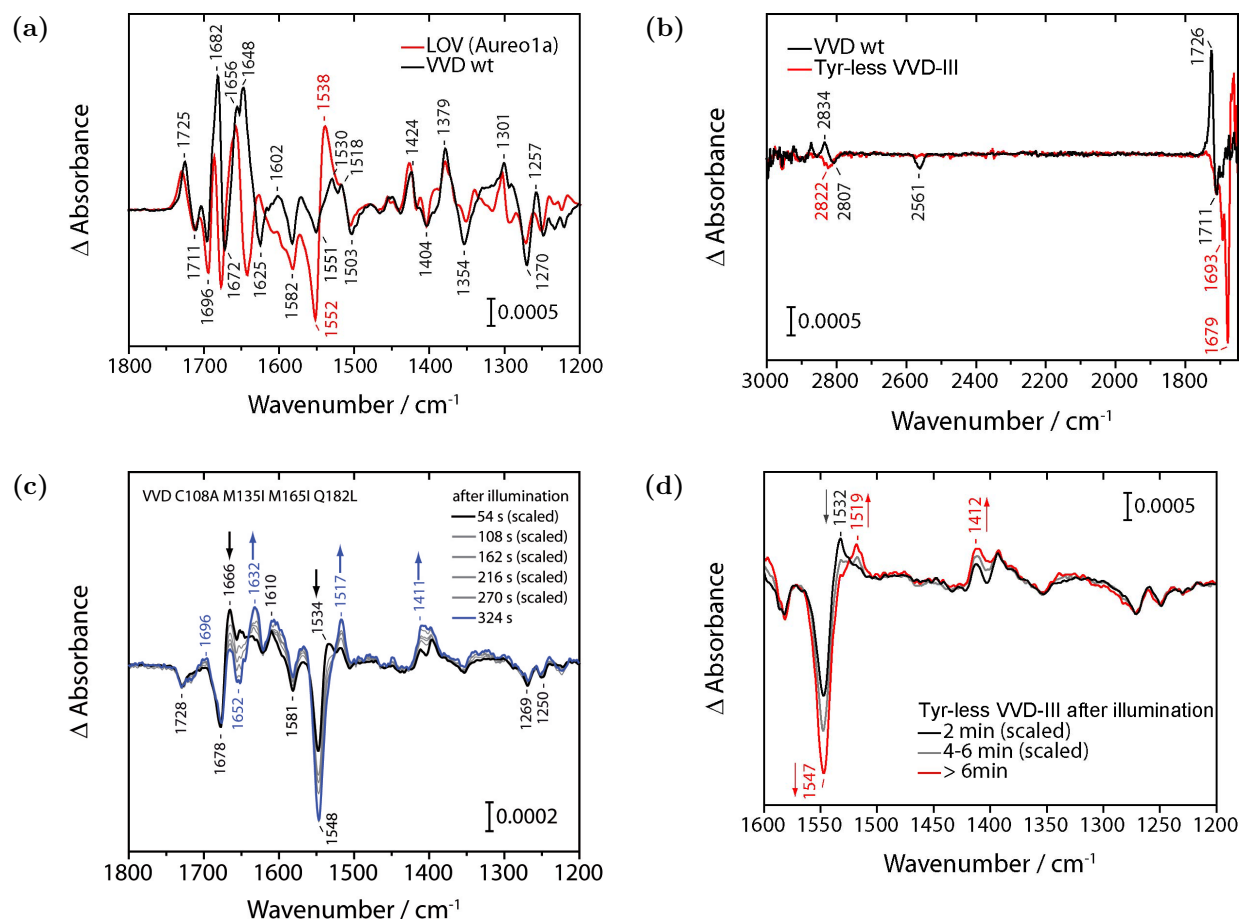 (a)
LOV (Aureo1a)
VVD wt
1682
1656
1648
1538
1725
1602
1530
1518
1424
1379
1301
1257
1711
1696
1672
1625
1582
1551
1552
1503
1404
1354
1270
0.0005
Δ Absorbance
1800 1700 1600 1500 1400 1300 1200
Wavenumber / cm⁻¹
(b)
VVD wt
Tyr-less VVD-III
1726
2834
2822
2807
2561
1711
1693
1679
0.0005
Δ Absorbance
3000 2800 2600 2400 2200 2000 1800
Wavenumber / cm⁻¹
(c)
VVD C108A M135I M165I Q182L
after illumination
54 s (scaled)
108 s (scaled)
162 s (scaled)
216 s (scaled)
270 s (scaled)
324 s
1696
1666
1632
1610
1534
1517
1411
1728
1678
1652
1581
1548
1269
1250
0.0002
Δ Absorbance
1800 1700 1600 1500 1400 1300 1200
Wavenumber / cm⁻¹
(d)
1532
1519
1412
0.0005
1547
Tyr-less VVD-III after illumination
2 min (scaled)
4-6 min (scaled)
> 6min
Δ Absorbance
1600 1550 1500 1450 1400 1350 1300 1250 1200
Wavenumber / cm⁻¹